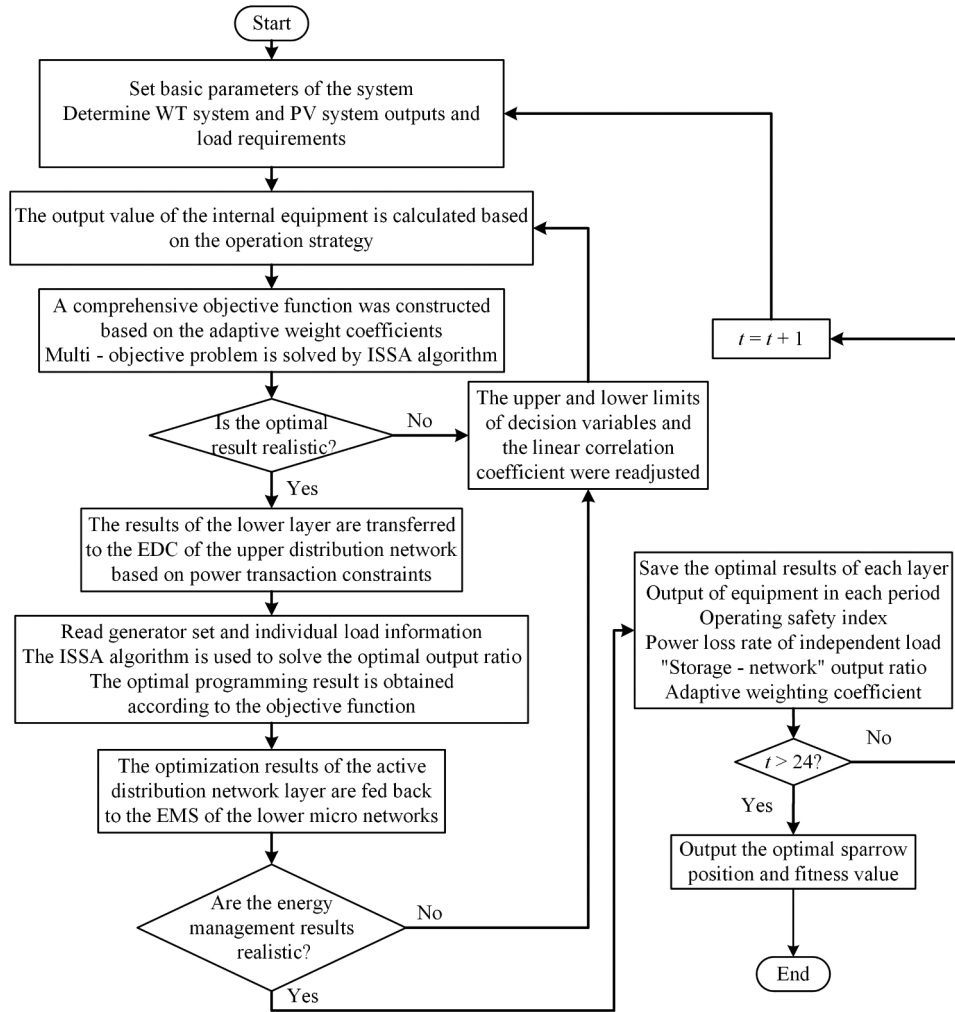 Start
Set basic parameters of the system
Determine WT system and PV system outputs and
load requirements
The output value of the internal equipment is calculated based
on the operation strategy
A comprehensive objective function was constructed
based on the adaptive weight coefficients
Multi - objective problem is solved by ISSA algorithm
t = t + 1
Is the optimal
result realistic?
No
Yes
The upper and lower limits
of decision variables and
the linear correlation
coefficient were readjusted
The results of the lower layer are transferred
to the EDC of the upper distribution network
based on power transaction constraints
Read generator set and individual load information
The ISSA algorithm is used to solve the optimal output ratio
The optimal programming result is obtained
according to the objective function
The optimization results of the active
distribution network layer are fed back
to the EMS of the lower micro networks
Are the energy
management results
realistic?
No
Yes
Save the optimal results of each layer
Output of equipment in each period
Operating safety index
Power loss rate of independent load
"Storage - network" output ratio
Adaptive weighting coefficient
t > 24?
No
Yes
Output the optimal sparrow
position and fitness value
End